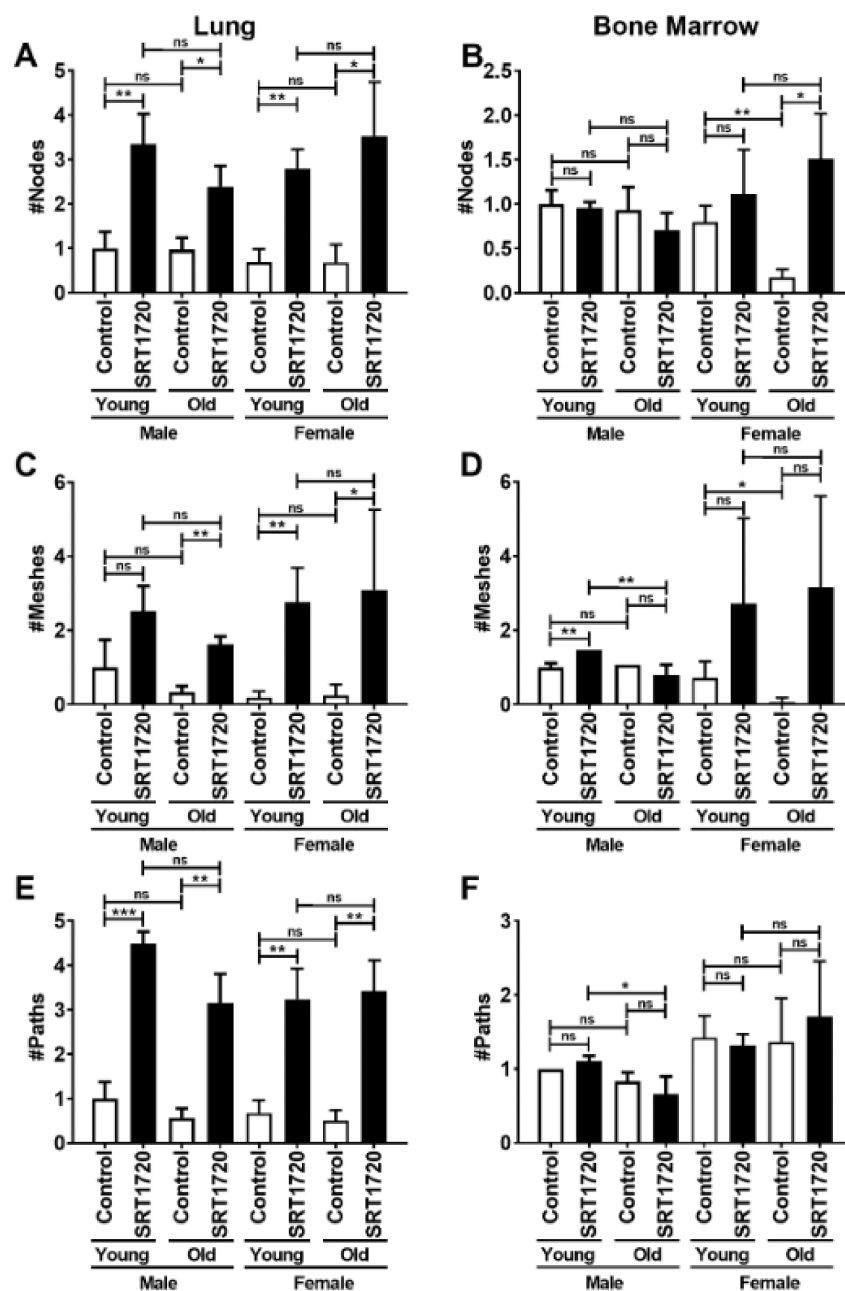 Lung
Bone Marrow
A
ns ns
ns * ns *
** **
#Nodes
5
4
3
2
1
0
Control SRT1720 Control SRT1720 Control SRT1720 Control SRT1720
Young Old Young Old
Male Female
B
ns
** *
ns ns
ns ns
ns
#Nodes
2.5
2.0
1.5
1.0
0.5
0.0
Control SRT1720 Control SRT1720 Control SRT1720 Control SRT1720
Young Old Young Old
Male Female
C
ns
ns *
ns **
ns **
ns
#Meshes
6
4
2
0
Control SRT1720 Control SRT1720 Control SRT1720 Control SRT1720
Young Old Young Old
Male Female
D
ns
* ns
ns
**
ns ns
**
#Meshes
6
4
2
0
Control SRT1720 Control SRT1720 Control SRT1720 Control SRT1720
Young Old Young Old
Male Female
E
ns
ns **
*** ns
ns **
**
#Paths
5
4
3
2
1
0
Control SRT1720 Control SRT1720 Control SRT1720 Control SRT1720
Young Old Young Old
Male Female
F
ns
ns ns
* ns
ns ns
ns
#Paths
3
2
1
0
Control SRT1720 Control SRT1720 Control SRT1720 Control SRT1720
Young Old Young Old
Male Female